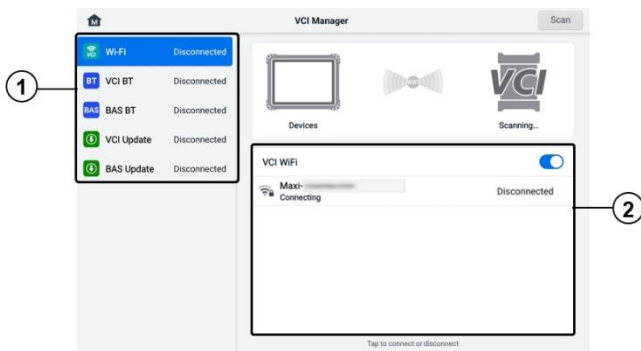 VCI Manager
Scan
Wi-Fi Disconnected
BT VCI BT Disconnected
BAS BAS BT Disconnected
VCI Update Disconnected
BAS Update Disconnected
1
VCI
Devices
Scanning...
VCI WiFi
Maxi-
Connecting
Disconnected
2
Tap to connect or disconnect